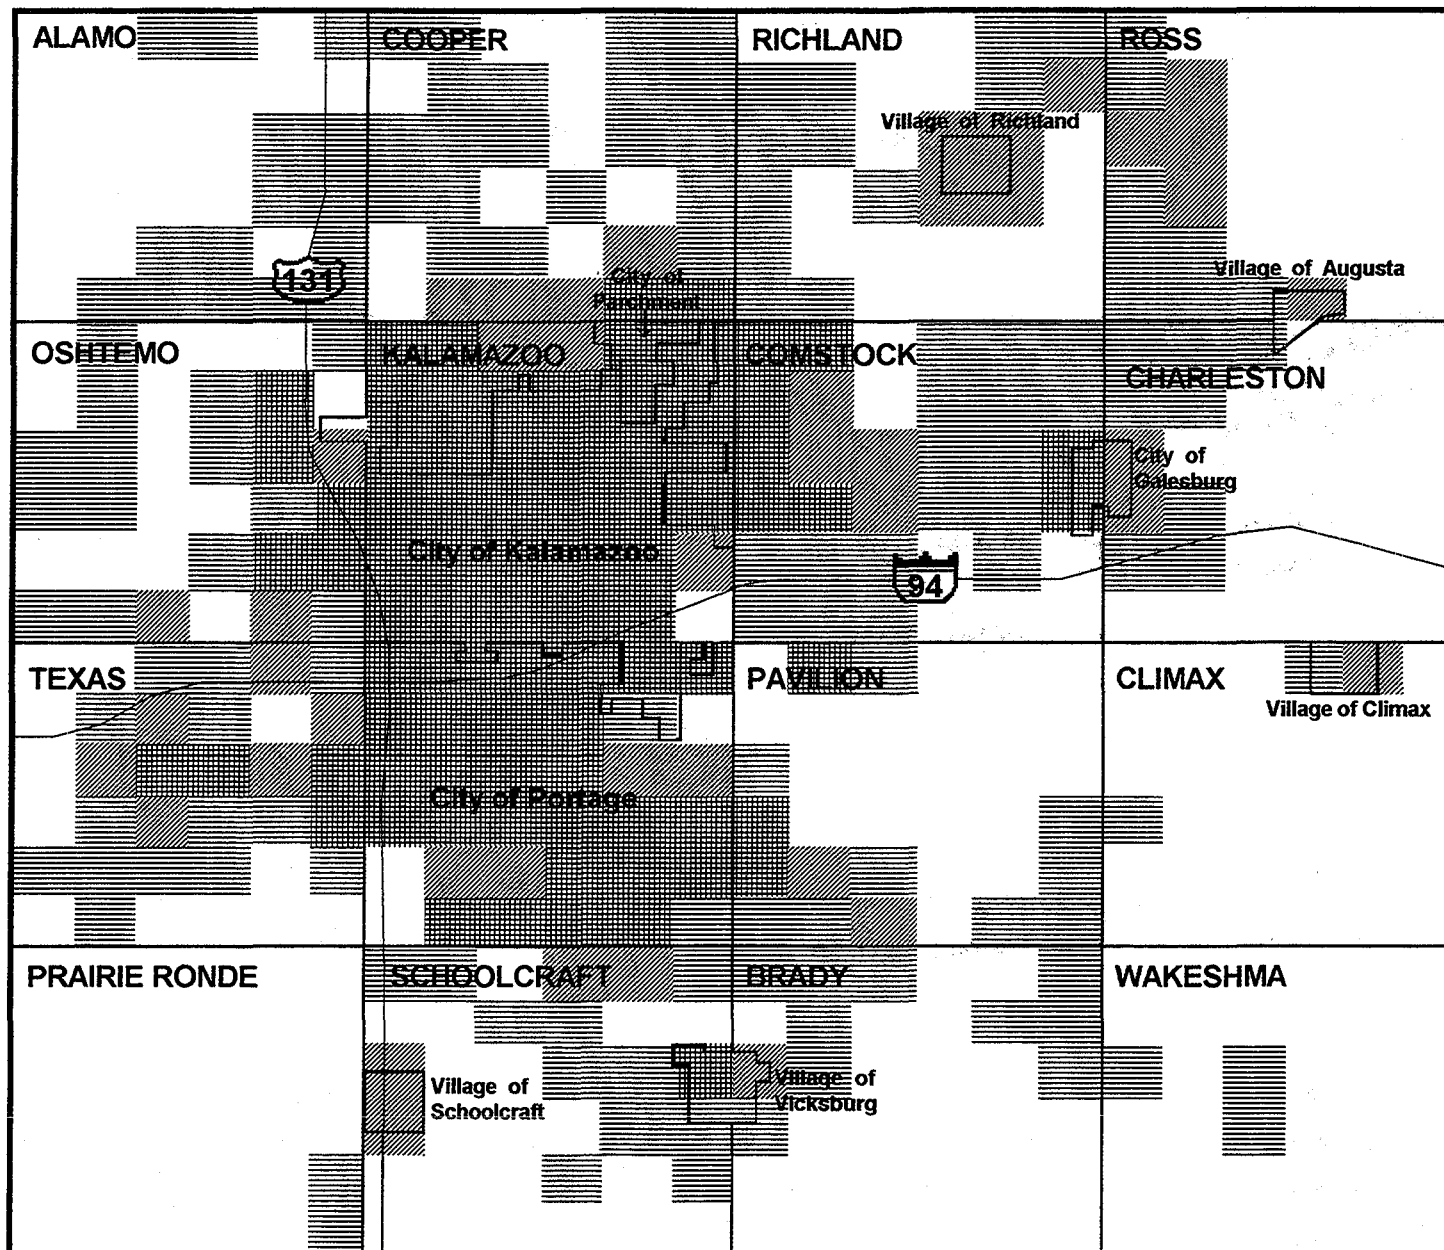 ALAMO
COOPER
RICHLAND
ROSS
Village of Richland
131
City of
Parchment
Village of Augusta
OSHTEMO
KALAMAZOO
COMSTOCK
CHARLESTON
City of
Galesburg
City of Kalamazoo
94
TEXAS
PAVILION
CLIMAX
Village of Climax
City of Portage
PRAIRIE RONDE
SCHOOLCRAFT
BRADY
WAKESHMA
Village of
Schoolcraft
Village of
Vicksburg